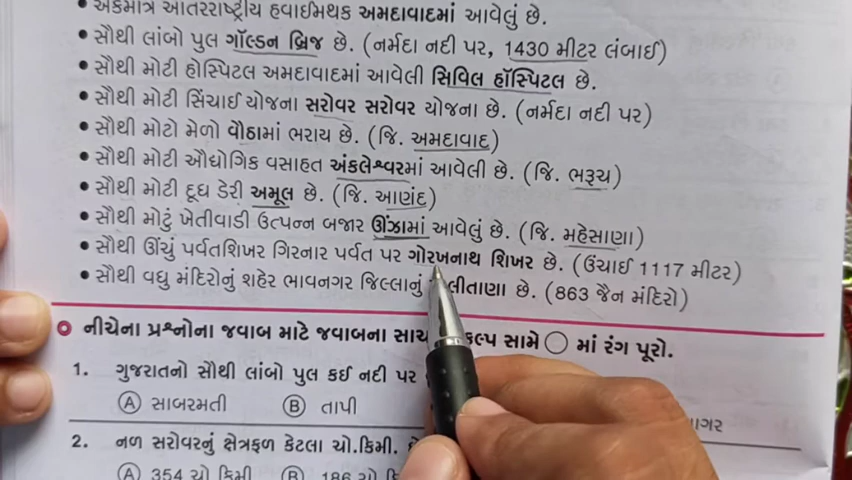 • એકમાત્ર આંતરરાષ્ટ્રીય હવાઈમથક અમદાવાદમાં આવેલું છે.
• સૌથી લાંબો પુલ ગૉલ્ડન બ્રિજ છે. (નર્મદા નદી પર, 1430 મીટર લંબાઈ)
• સૌથી મોટી હોસ્પિટલ અમદાવાદમાં આવેલી સિવિલ હૉસ્પિટલ છે.
• સૌથી મોટી સિંચાઈ યોજના સરોવર સરોવર યોજના છે. (નર્મદા નદી પર)
• સૌથી મોટો મેળો વૌઠામાં ભરાય છે. (જિ. અમદાવાદ)
• સૌથી મોટી ઔદ્યોગિક વસાહત અંકલેશ્વરમાં આવેલી છે. (જિ. ભરૂચ)
• સૌથી મોટી દૂધ ડેરી અમૂલ છે. (જિ. આણંદ)
• સૌથી મોટું ખેતીવાડી ઉત્પન્ન બજાર ઊંઝામાં આવેલું છે. (જિ. મહેસાણા)
• સૌથી ઊંચું પર્વતશિખર ગિરનાર પર્વત પર ગોરખનાથ શિખર છે. (ઉંચાઈ 1117 મીટર)
• સૌથી વધુ મંદિરોનું શહેર ભાવનગર જિલ્લાનું લીતાણા છે. (863 જૈન મંદિરો)
નીચેના પ્રશ્નોના જવાબ માટે જવાબના સાચ કલ્પ સામે ◯ માં રંગ પૂરો.
1. ગુજરાતનો સૌથી લાંબો પુલ કઈ નદી પર
Ⓐ સાબરમતી Ⓑ તાપી ાગર
2. નળ સરોવરનું ક્ષેત્રફળ કેટલા ચો.કિમી.
Ⓐ 354 ચો કિમી Ⓑ 186 ચો